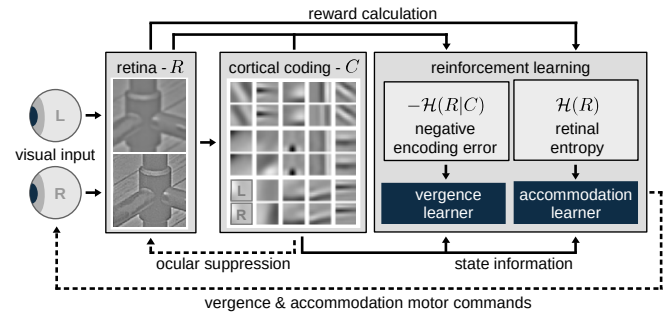 reward calculation
retina - R
cortical coding - C
reinforcement learning
L
visual input
R
L
R
−H(R|C)
negative
encoding error
H(R)
retinal
entropy
vergence
learner
accommodation
learner
ocular suppression
state information
vergence & accommodation motor commands